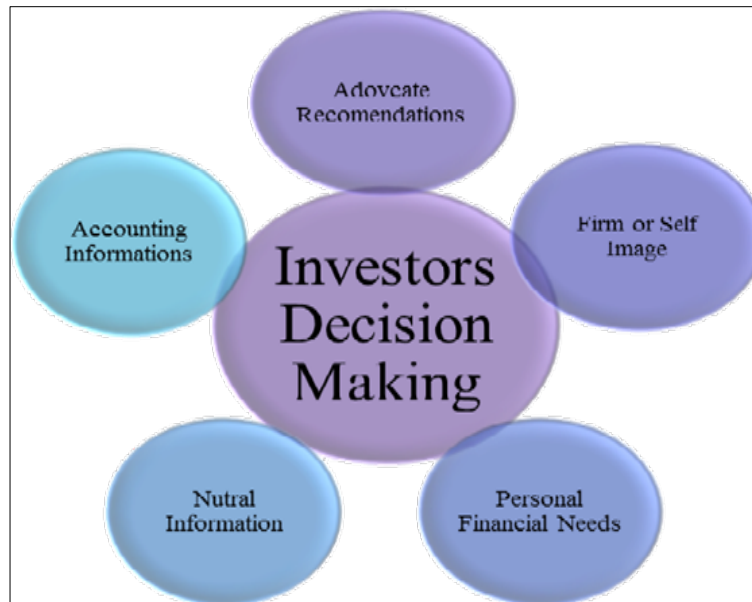 Adovcate
Recomendations
Accounting
Informations
Firm or Self
Image
Investors
Decision
Making
Nutral
Information
Personal
Financial Needs